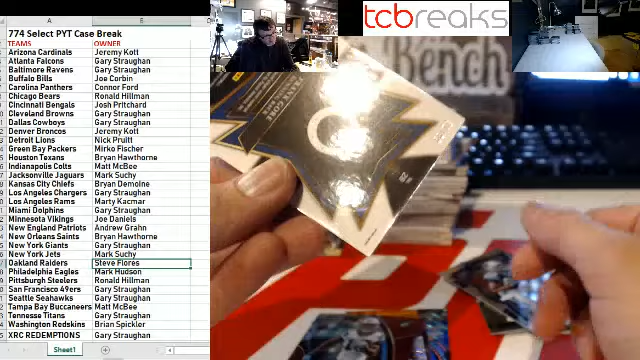 774 Select PYT Case Break
TEAMS OWNER
Arizona Cardinals Jeremy Kott
Atlanta Falcons Gary Straughan
Baltimore Ravens Gary Straughan
Buffalo Bills Joe Corbin
Carolina Panthers Connor Ford
Chicago Bears Ronald Hillman
Cincinnati Bengals Josh Pritchard
Cleveland Browns Gary Straughan
Dallas Cowboys Gary Straughan
Denver Broncos Jeremy Kott
Detroit Lions Nick Pruitt
Green Bay Packers Mirko Fischer
Houston Texans Bryan Hawthorne
Indianapolis Colts Matt McBee
Jacksonville Jaguars Mark Suchy
Kansas City Chiefs Bryan Demoine
Los Angeles Chargers Gary Straughan
Los Angeles Rams Marty Kacmar
Miami Dolphins Gary Straughan
Minnesota Vikings Joe Daniels
New England Patriots Andrew Grahn
New Orleans Saints Bryan Hawthorne
New York Giants Gary Straughan
New York Jets Mark Suchy
Oakland Raiders Steve Flores
Philadelphia Eagles Mark Hudson
Pittsburgh Steelers Ronald Hillman
San Francisco 49ers Gary Straughan
Seattle Seahawks Gary Straughan
Tampa Bay Buccaneers Matt McBee
Tennessee Titans Gary Straughan
Washington Redskins Brian Spickler
XRC REDEMPTIONS Gary Straughan
Sheet1
tcbreaks
Bench
FRANK GORE